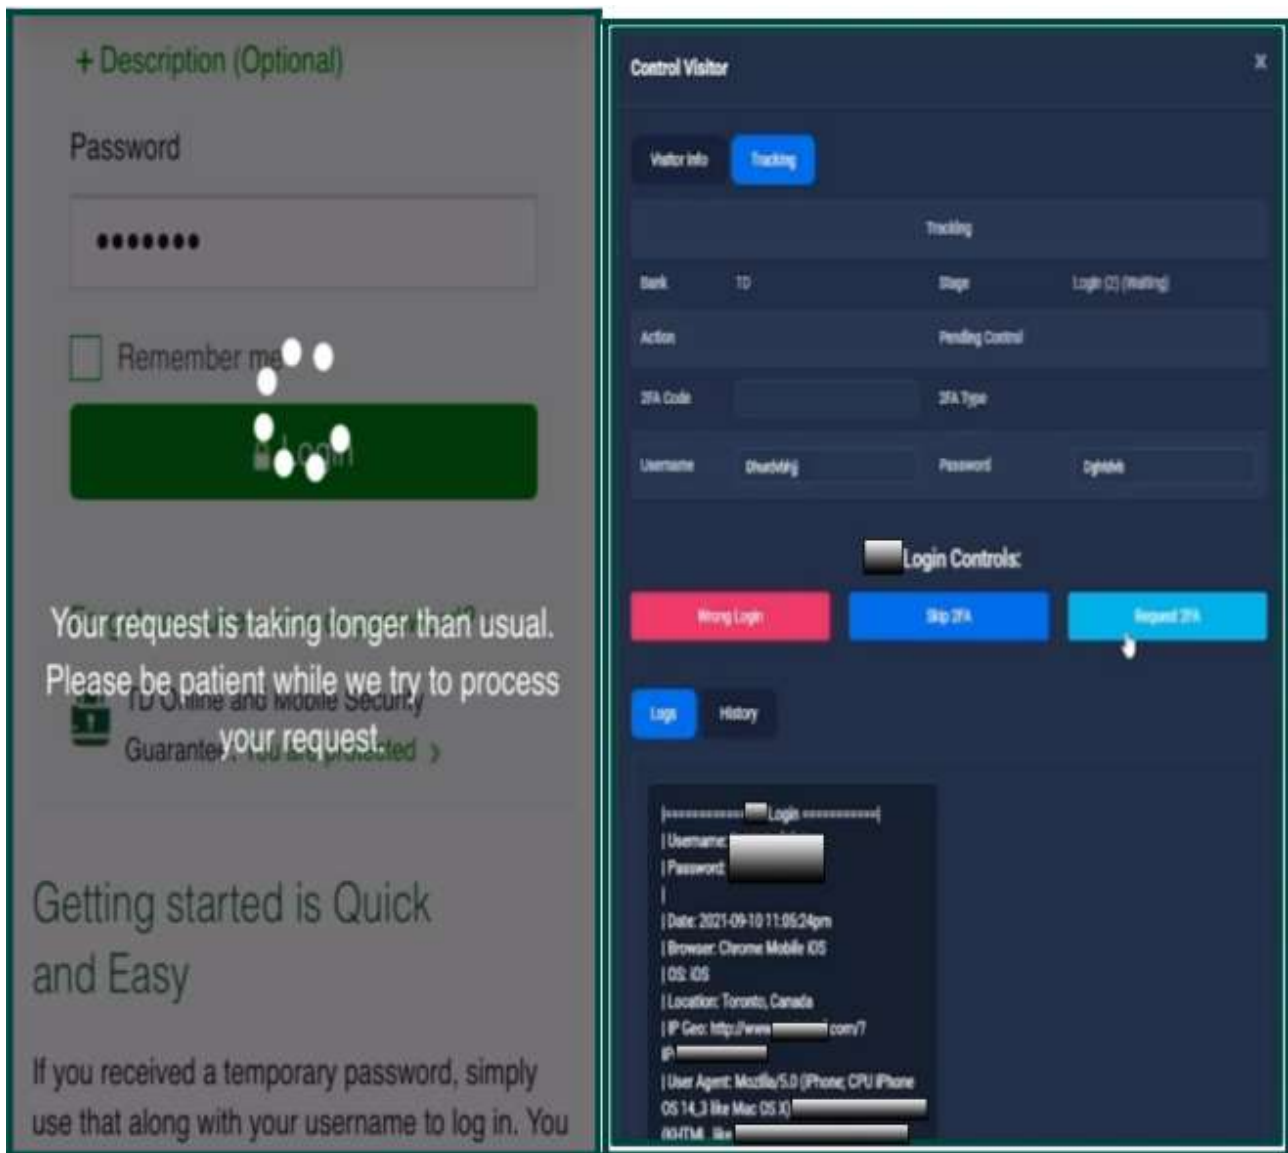 + Description (Optional)
Password
Remember me
Login
Your request is taking longer than usual.
Please be patient while we try to process
your request.
TD Online and Mobile Security
Guarantee: You are protected >
Getting started is Quick
and Easy
If you received a temporary password, simply
use that along with your username to log in. You
Control Visitor X
Visitor Info Tracking
Tracking
Bank TD Stage Login (2) (Waiting)
Action Pending Control
2FA Code 2FA Type
Username Password
Login Controls:
Wrong Login Skip 2FA Request 2FA
Logs History
|=========== Login ===========|
| Username:
| Password:
|
| Date: 2021-09-10 11:05:24pm
| Browser: Chrome Mobile iOS
| OS: iOS
| Location: Toronto, Canada
| IP Geo: http://www .com/?
IP
| User Agent: Mozilla/5.0 (iPhone; CPU iPhone
OS 14_3 like Mac OS X)
(KHTML, like